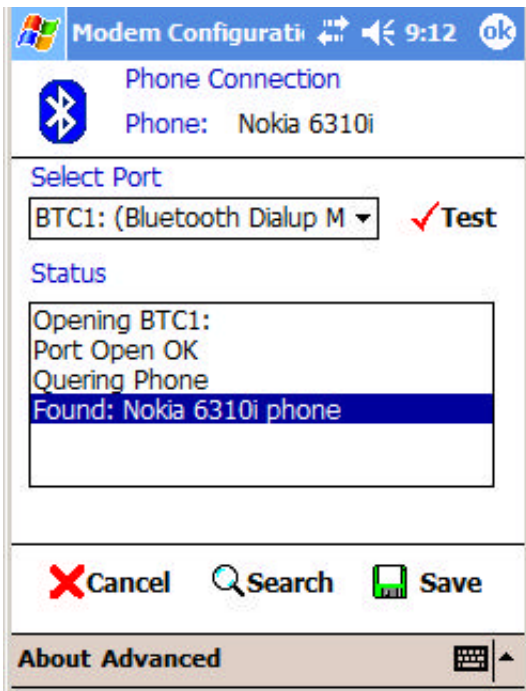 Modem Configurati 9:12 ok
Phone Connection
Phone: Nokia 6310i
Select Port
BTC1: (Bluetooth Dialup M Test
Status
Opening BTC1:
Port Open OK
Quering Phone
Found: Nokia 6310i phone
Cancel Search Save
About Advanced